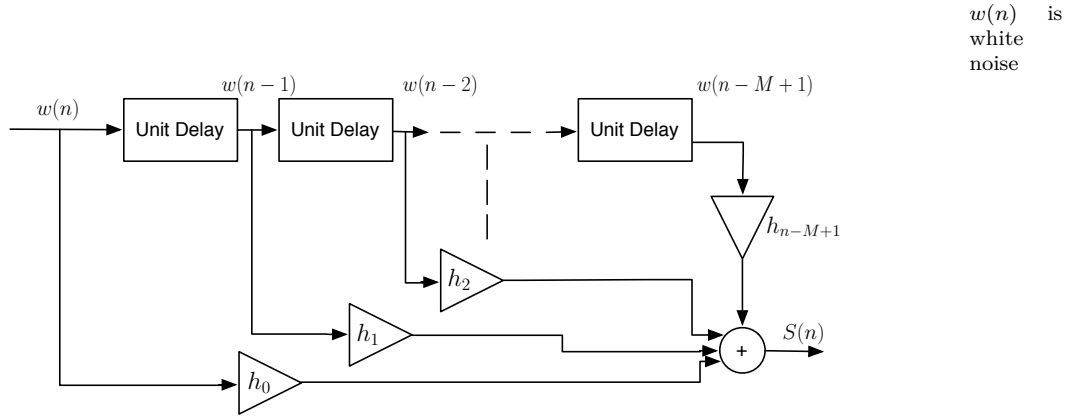 w(n) is
white
noise
w(n)
w(n − 1)
w(n − 2)
w(n − M + 1)
Unit Delay
Unit Delay
Unit Delay
h_{n−M+1}
h_2
h_1
h_0
+
S(n)